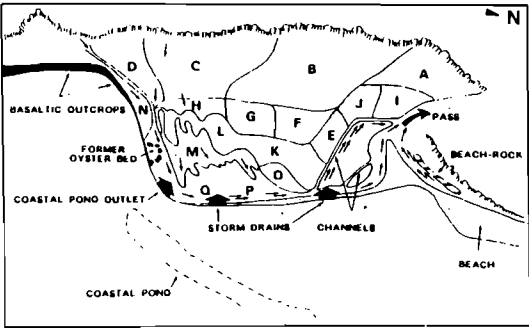 N
A
B
C
D
J
I
H
G
F
E
N
L
K
M
O
Q
P
BASALTIC OUTCROPS
PASS
FORMER
OYSTER BED
BEACH-ROCK
COASTAL POND OUTLET
STORM DRAINS
CHANNELS
BEACH
COASTAL POND